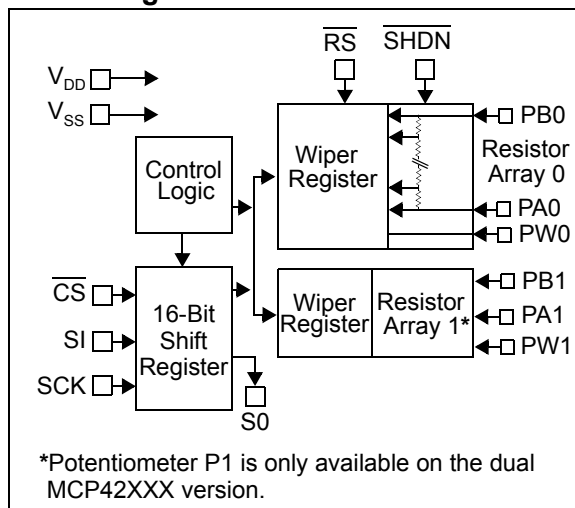 RS SHDN
VDD
VSS
PB0
Wiper
Register
Resistor
Array 0
Control
Logic
PA0
PW0
CS
SI
SCK
16-Bit
Shift
Register
Wiper
Register
Resistor
Array 1*
PB1
PA1
PW1
S0
*Potentiometer P1 is only available on the dual
MCP42XXX version.